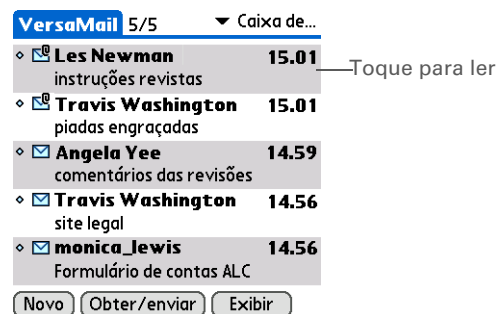 VersaMail 5/5 Caixa de...
Les Newman 15.01
instruções revistas
Toque para ler
Travis Washington 15.01
piadas engraçadas
Angela Yee 14.59
comentários das revisões
Travis Washington 14.56
site legal
monica_lewis 14.56
Formulário de contas ALC
Novo Obter/enviar Exibir